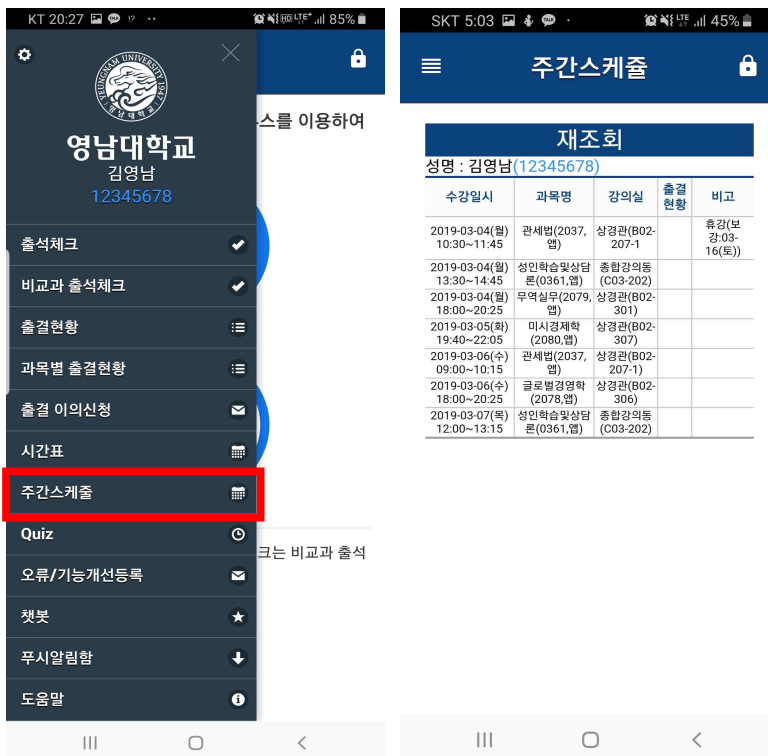 KT 20:27 85%
YEUNGNAM UNIVERSITY 1947
영남대학교
김영남
12345678
출석체크
비교과 출석체크
출결현황
과목별 출결현황
출결 이의신청
시간표
주간스케줄
Quiz
오류/기능개선등록
챗봇
푸시알림함
도움말
스를 이용하여
크는 비교과 출석
SKT 5:03 LTE 45%
주간스케쥴
재조회
성명 : 김영남(12345678)
수강일시 과목명 강의실 출결 현황 비고
2019-03-04(월) 10:30~11:45 관세법(2037,앱) 상경관(B02-207-1 휴강(보강:03-16(토))
2019-03-04(월) 13:30~14:45 성인학습및상담론(0361,앱) 종합강의동(C03-202)
2019-03-04(월) 18:00~20:25 무역실무(2079,앱) 상경관(B02-301)
2019-03-05(화) 19:40~22:05 미시경제학(2080,앱) 상경관(B02-307)
2019-03-06(수) 09:00~10:15 관세법(2037,앱) 상경관(B02-207-1)
2019-03-06(수) 18:00~20:25 글로벌경영학(2078,앱) 상경관(B02-306)
2019-03-07(목) 12:00~13:15 성인학습및상담론(0361,앱) 종합강의동(C03-202)